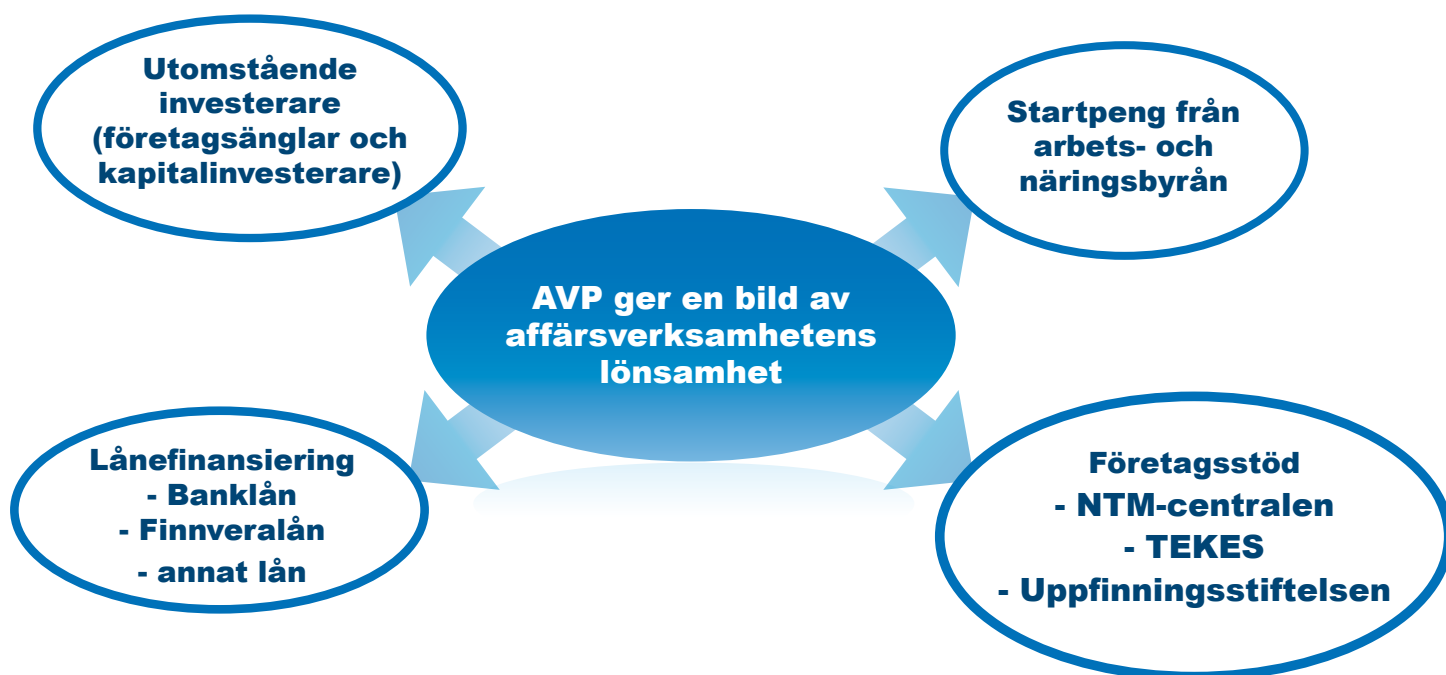 Utomstående
investerare
(företagsänglar och
kapitalinvesterare)
Startpeng från
arbets- och
näringsbyrån
AVP ger en bild av
affärsverksamhetens
lönsamhet
Lånefinansiering
- Banklån
- Finnveralån
- annat lån
Företagsstöd
- NTM-centralen
- TEKES
- Uppfinningsstiftelsen